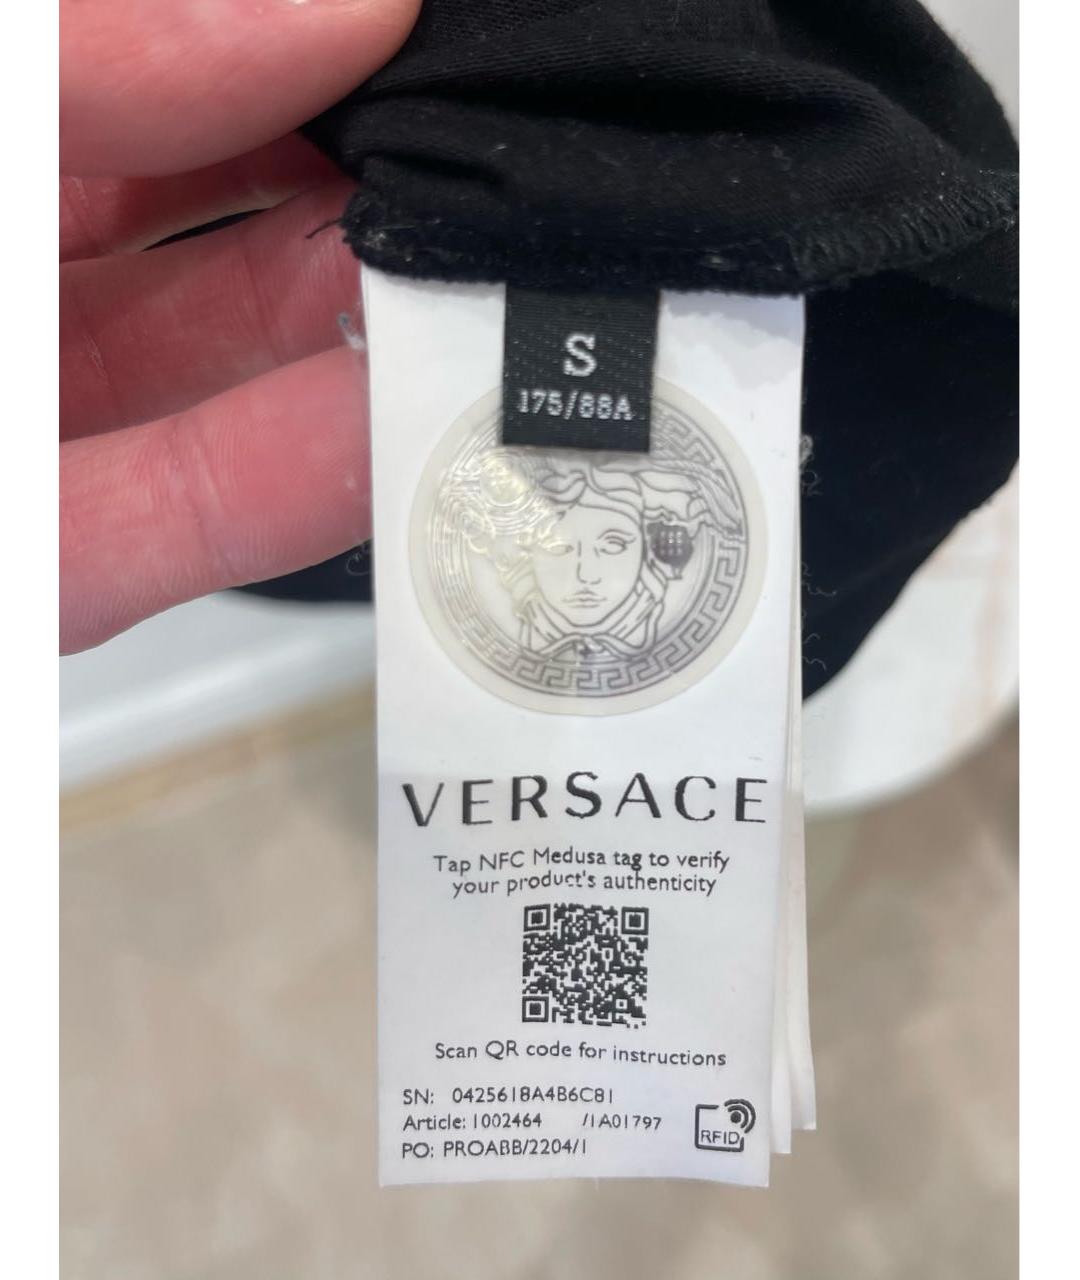 S
175/88A
VERSACE
Tap NFC Medusa tag to verify
your product's authenticity
Scan QR code for instructions
SN: 0425618A4B6C81
Article: 1002464 /1A01797
PO: PROABB/2204/1
RFID